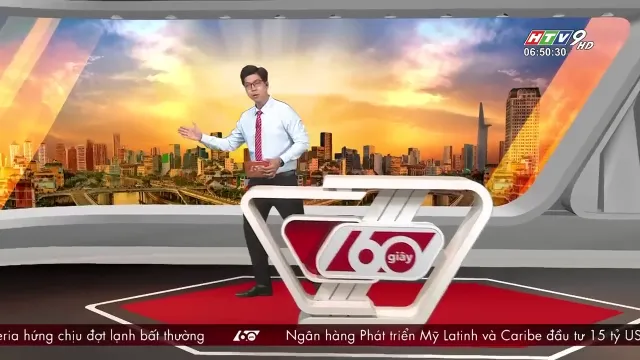 HTV9 HD
06:50:30
60 giây
eria hứng chịu đợt lạnh bất thường 60 Ngân hàng Phát triển Mỹ Latinh và Caribe đầu tư 15 tỷ US